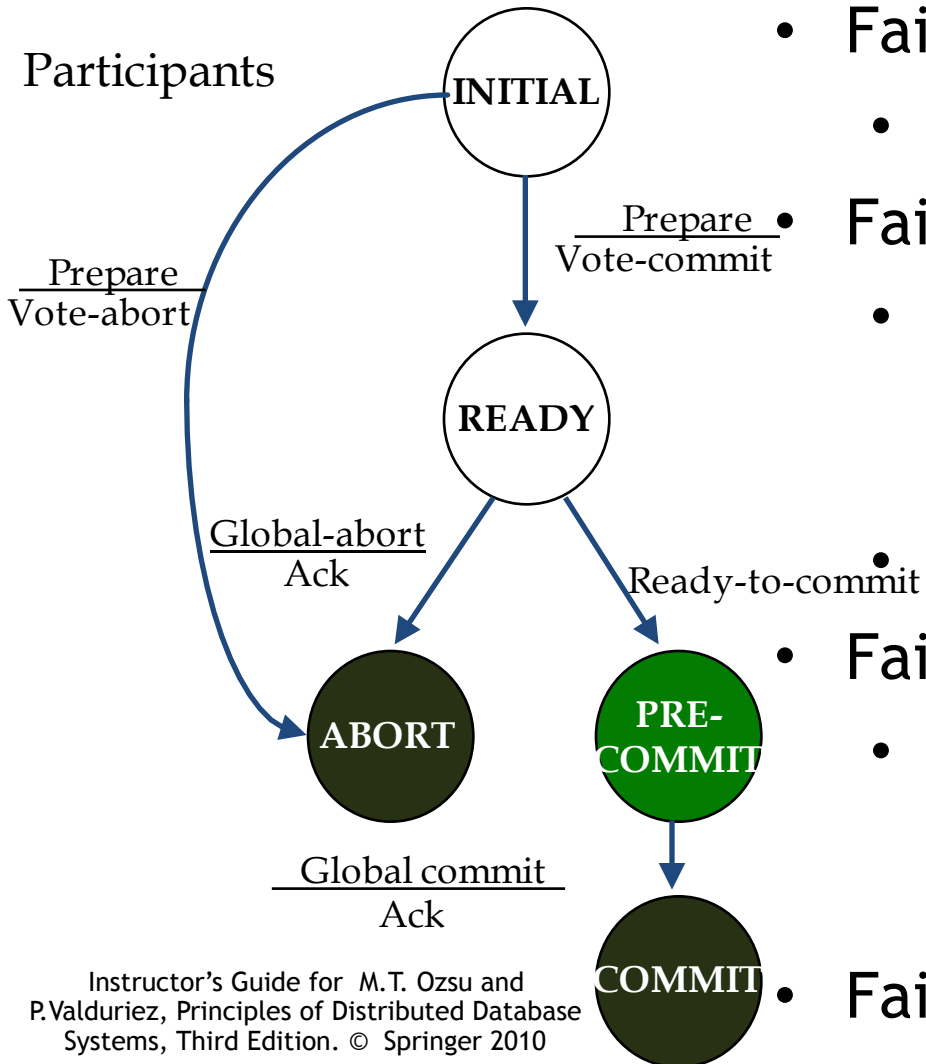 Participants
INITIAL
Prepare
Vote-commit
Prepare
Vote-abort
READY
Global-abort
Ack
Ready-to-commit
ABORT
PRE-
COMMIT
Global commit
Ack
COMMIT
Instructor's Guide for M.T. Ozsu and
P.Valduriez, Principles of Distributed Database
Systems, Third Edition. © Springer 2010
• Fai
•
• Fai
•
•
• Fai
•
• Fai